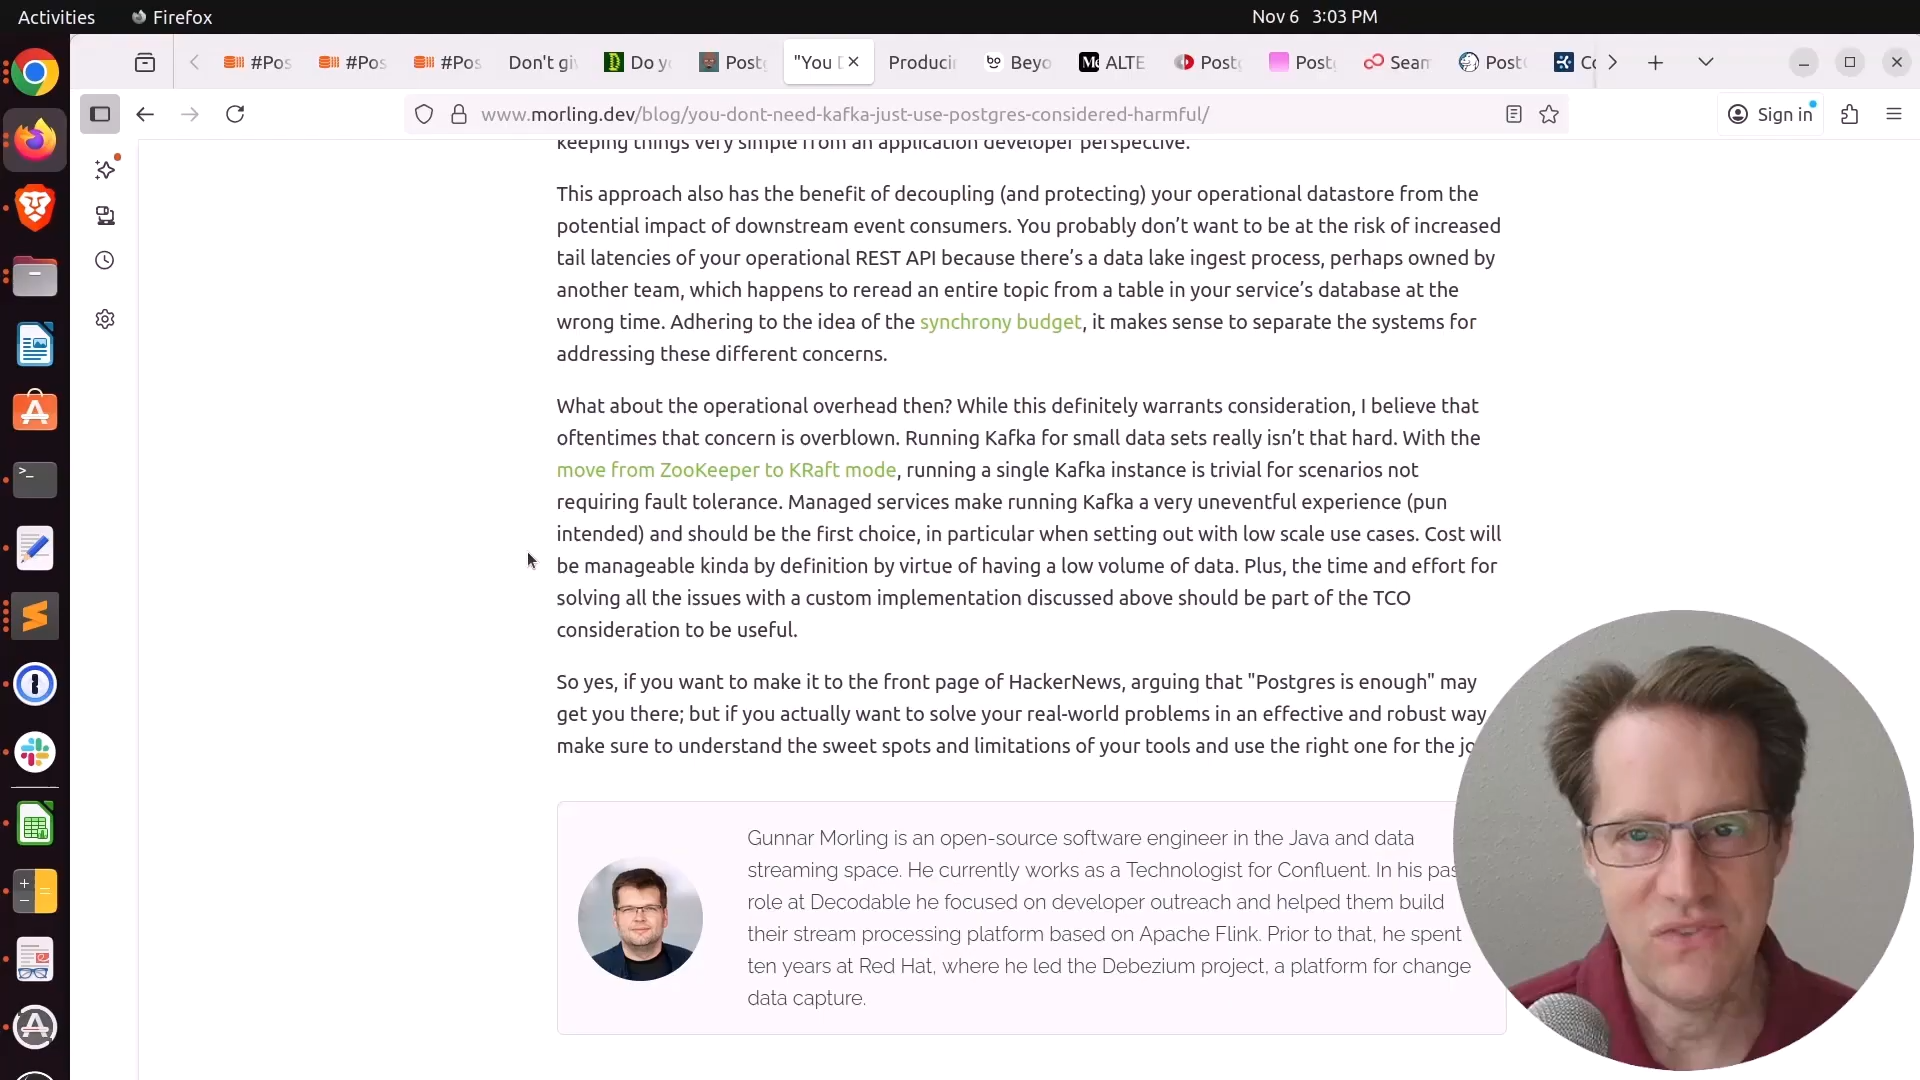 Activities
Firefox
Nov 6 3:03 PM
#Pos
#Pos
#Pos
Don't gi
Do y
Postg
"You
Producin
Beyo
ALTE
Postg
Postg
Seam
Post
Co
www.morling.dev/blog/you-dont-need-kafka-just-use-postgres-considered-harmful/
Sign in
keeping things very simple from an application developer perspective.
This approach also has the benefit of decoupling (and protecting) your operational datastore from the
potential impact of downstream event consumers. You probably don’t want to be at the risk of increased
tail latencies of your operational REST API because there’s a data lake ingest process, perhaps owned by
another team, which happens to reread an entire topic from a table in your service’s database at the
wrong time. Adhering to the idea of the synchrony budget, it makes sense to separate the systems for
addressing these different concerns.
What about the operational overhead then? While this definitely warrants consideration, I believe that
oftentimes that concern is overblown. Running Kafka for small data sets really isn’t that hard. With the
move from ZooKeeper to KRaft mode, running a single Kafka instance is trivial for scenarios not
requiring fault tolerance. Managed services make running Kafka a very uneventful experience (pun
intended) and should be the first choice, in particular when setting out with low scale use cases. Cost will
be manageable kinda by definition by virtue of having a low volume of data. Plus, the time and effort for
solving all the issues with a custom implementation discussed above should be part of the TCO
consideration to be useful.
So yes, if you want to make it to the front page of HackerNews, arguing that "Postgres is enough" may
get you there; but if you actually want to solve your real-world problems in an effective and robust way
make sure to understand the sweet spots and limitations of your tools and use the right one for the jo
Gunnar Morling is an open-source software engineer in the Java and data
streaming space. He currently works as a Technologist for Confluent. In his pas
role at Decodable he focused on developer outreach and helped them build
their stream processing platform based on Apache Flink. Prior to that, he spent
ten years at Red Hat, where he led the Debezium project, a platform for change
data capture.